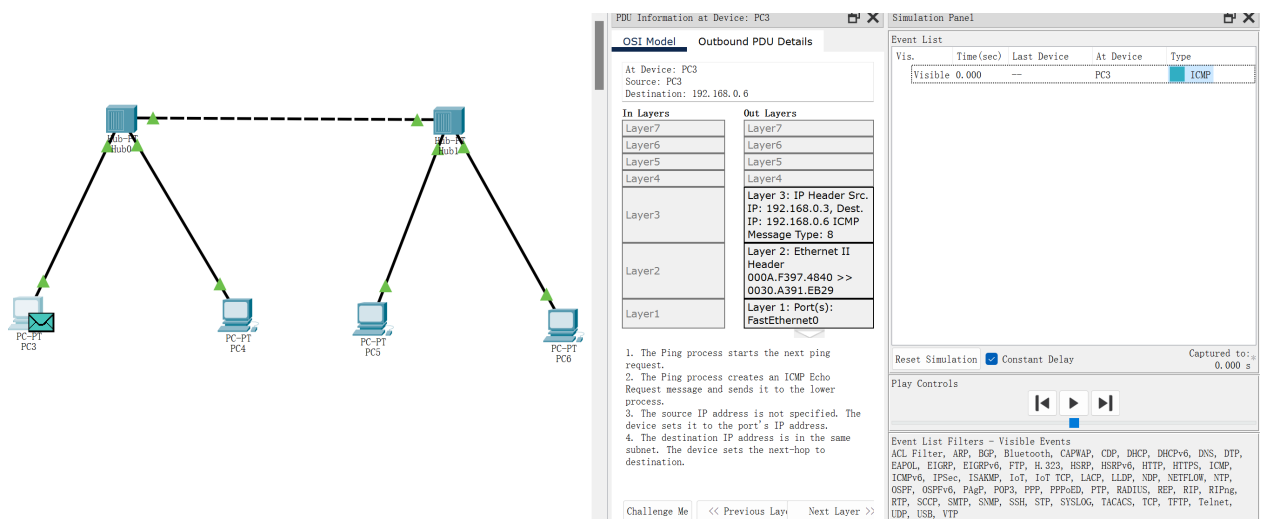 Hub-PT
Hub0
Hub-PT
Hub1
PC-PT
PC3
PC-PT
PC4
PC-PT
PC5
PC-PT
PC6
PDU Information at Device: PC3
OSI Model Outbound PDU Details
At Device: PC3
Source: PC3
Destination: 192.168.0.6
In Layers Out Layers
Layer7 Layer7
Layer6 Layer6
Layer5 Layer5
Layer4 Layer4
Layer3
Layer 3: IP Header Src.
IP: 192.168.0.3, Dest.
IP: 192.168.0.6 ICMP
Message Type: 8
Layer2
Layer 2: Ethernet II
Header
000A.F397.4840 >>
0030.A391.EB29
Layer1
Layer 1: Port(s):
FastEthernet0
1. The Ping process starts the next ping
request.
2. The Ping process creates an ICMP Echo
Request message and sends it to the lower
process.
3. The source IP address is not specified. The
device sets it to the port's IP address.
4. The destination IP address is in the same
subnet. The device sets the next-hop to
destination.
Challenge Me << Previous Laye Next Layer >>
Simulation Panel
Event List
Vis. Time(sec) Last Device At Device Type
Visible 0.000 -- PC3 ICMP
Reset Simulation Constant Delay
Captured to:
0.000 s
Play Controls
Event List Filters - Visible Events
ACL Filter, ARP, BGP, Bluetooth, CAPWAP, CDP, DHCP, DHCPv6, DNS, DTP,
EAPOL, EIGRP, EIGRPv6, FTP, H.323, HSRP, HSRPv6, HTTP, HTTPS, ICMP,
ICMPv6, IPSec, ISAKMP, IoT, IoT TCP, LACP, LLDP, NDP, NETFLOW, NTP,
OSPF, OSPFv6, PAgP, POP3, PPP, PPPoED, PTP, RADIUS, REP, RIP, RIPng,
RTP, SCCP, SMTP, SNMP, SSH, STP, SYSLOG, TACACS, TCP, TFTP, Telnet,
UDP, USB, VTP